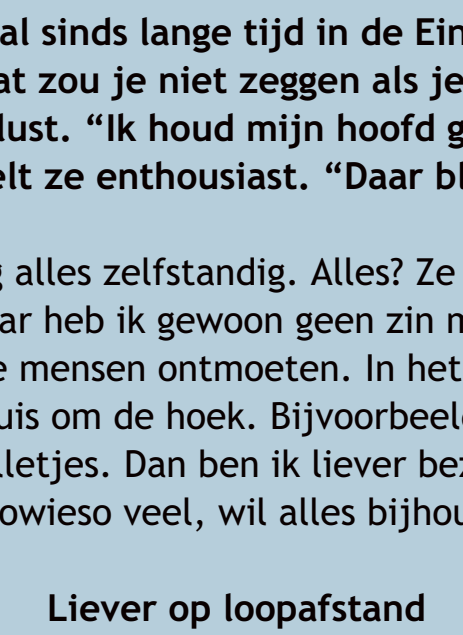 al sinds lange tijd in de Ein
at zou je niet zeggen als je
lust. “Ik houd mijn hoofd g
elt ze enthousiast. “Daar bl
g alles zelfstandig. Alles? Ze
ar heb ik gewoon geen zin m
e mensen ontmoeten. In het
uis om de hoek. Bijvoorbeeld
lletjes. Dan ben ik liever bez
owieso veel, wil alles bijhou
Liever op loopafstand